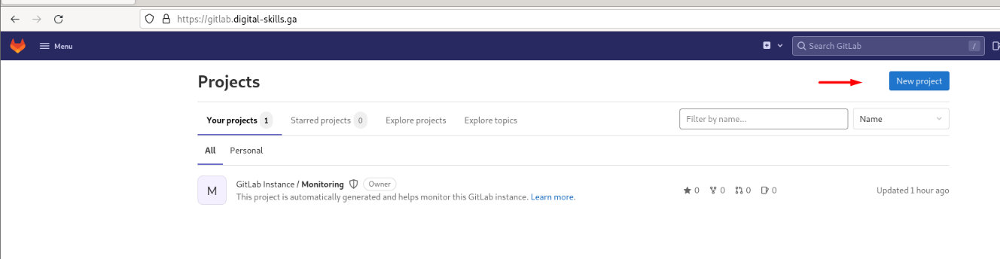 https://gitlab.digital-skills.ga
Menu
Search GitLab /
Projects
New project
Your projects 1 Starred projects 0 Explore projects Explore topics Filter by name... Name
All Personal
M
GitLab Instance / Monitoring Owner
This project is automatically generated and helps monitor this GitLab instance. Learn more.
0 0 0 0 Updated 1 hour ago